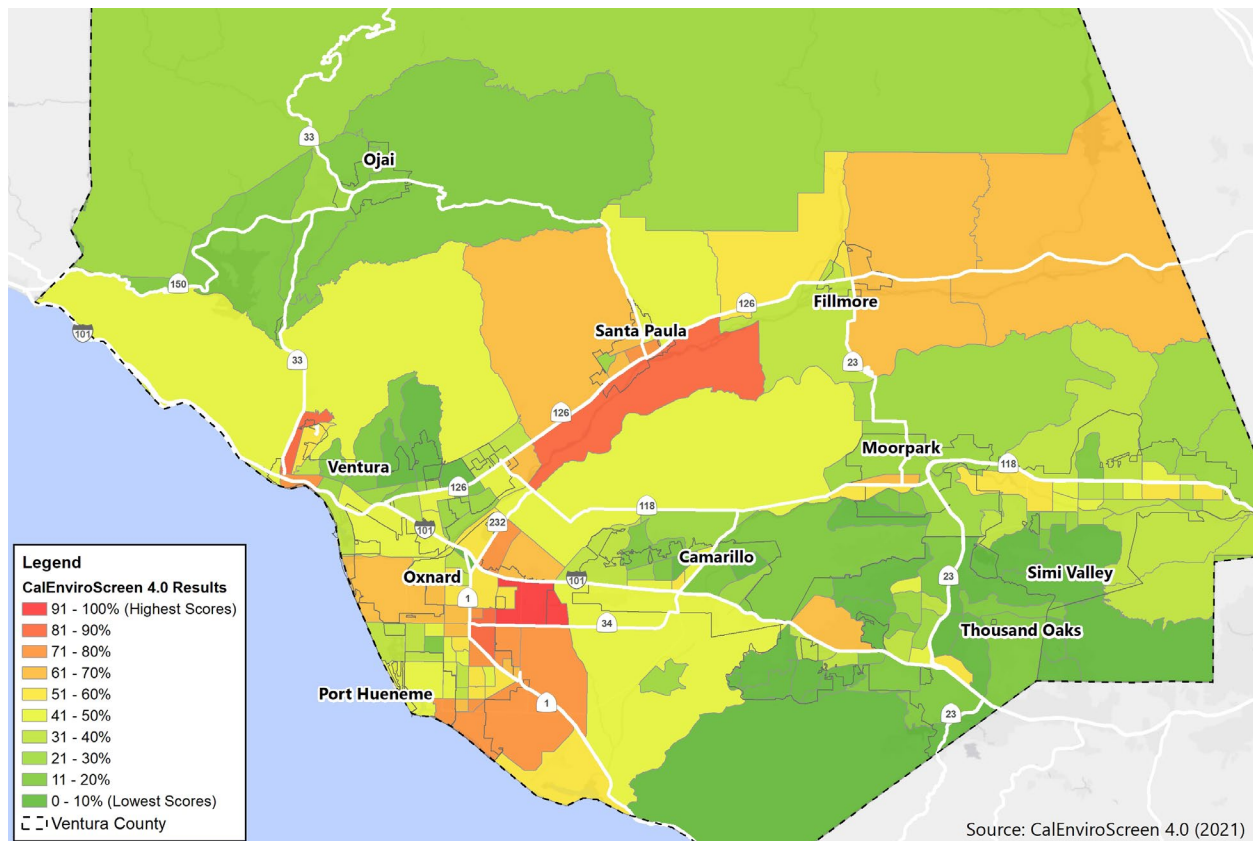 33
Ojai
150
101
33
126
Fillmore
Santa Paula
23
126
Moorpark
118
Ventura
126
118
232
101
Camarillo
Oxnard
101
23
Simi Valley
1
34
Thousand Oaks
Port Hueneme
1
23
Legend
CalEnviroScreen 4.0 Results
91 - 100% (Highest Scores)
81 - 90%
71 - 80%
61 - 70%
51 - 60%
41 - 50%
31 - 40%
21 - 30%
11 - 20%
0 - 10% (Lowest Scores)
Ventura County
Source: CalEnviroScreen 4.0 (2021)